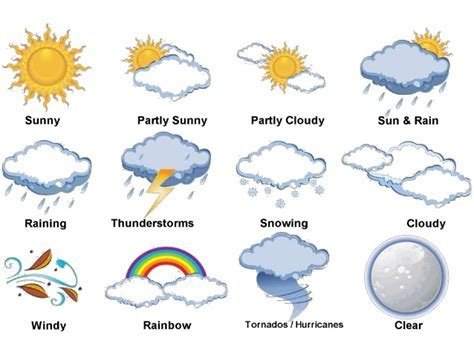 Sunny
Partly Sunny
Partly Cloudy
Sun & Rain
Raining
Thunderstorms
Snowing
Cloudy
Windy
Rainbow
Tornados / Hurricanes
Clear